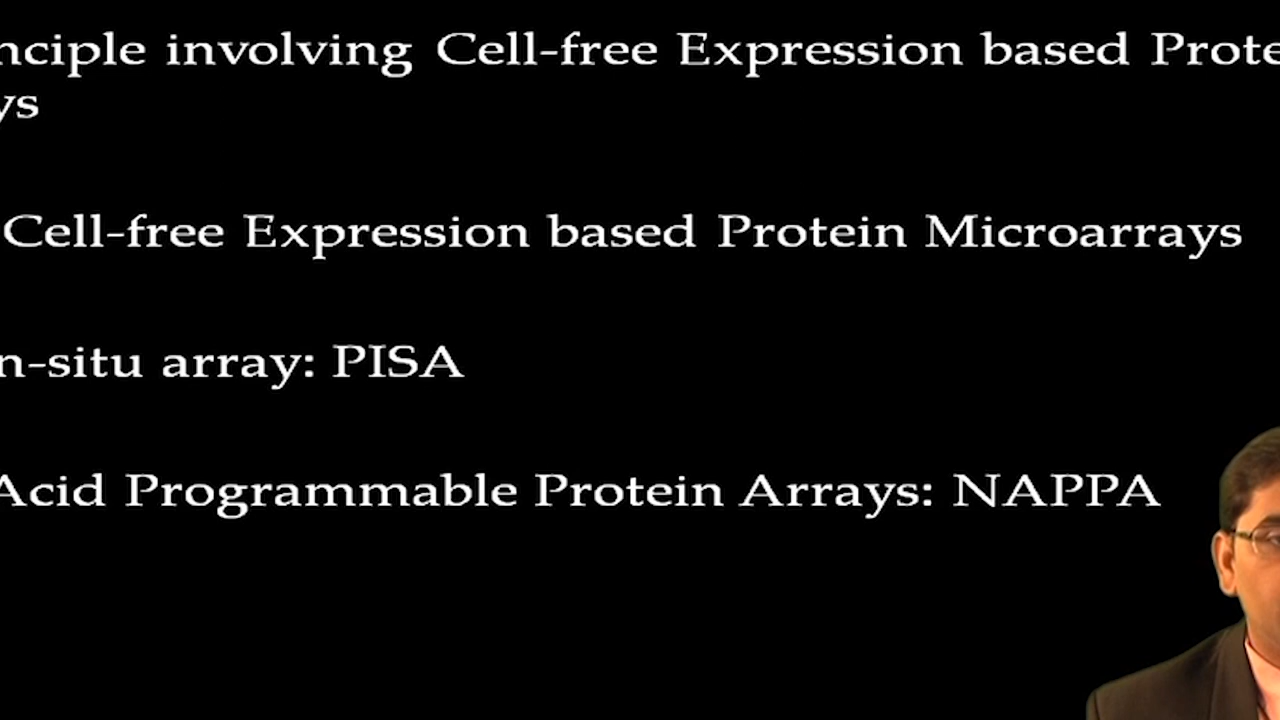 nciple involving Cell-free Expression based Prote
ys
Cell-free Expression based Protein Microarrays
n-situ array: PISA
Acid Programmable Protein Arrays: NAPPA